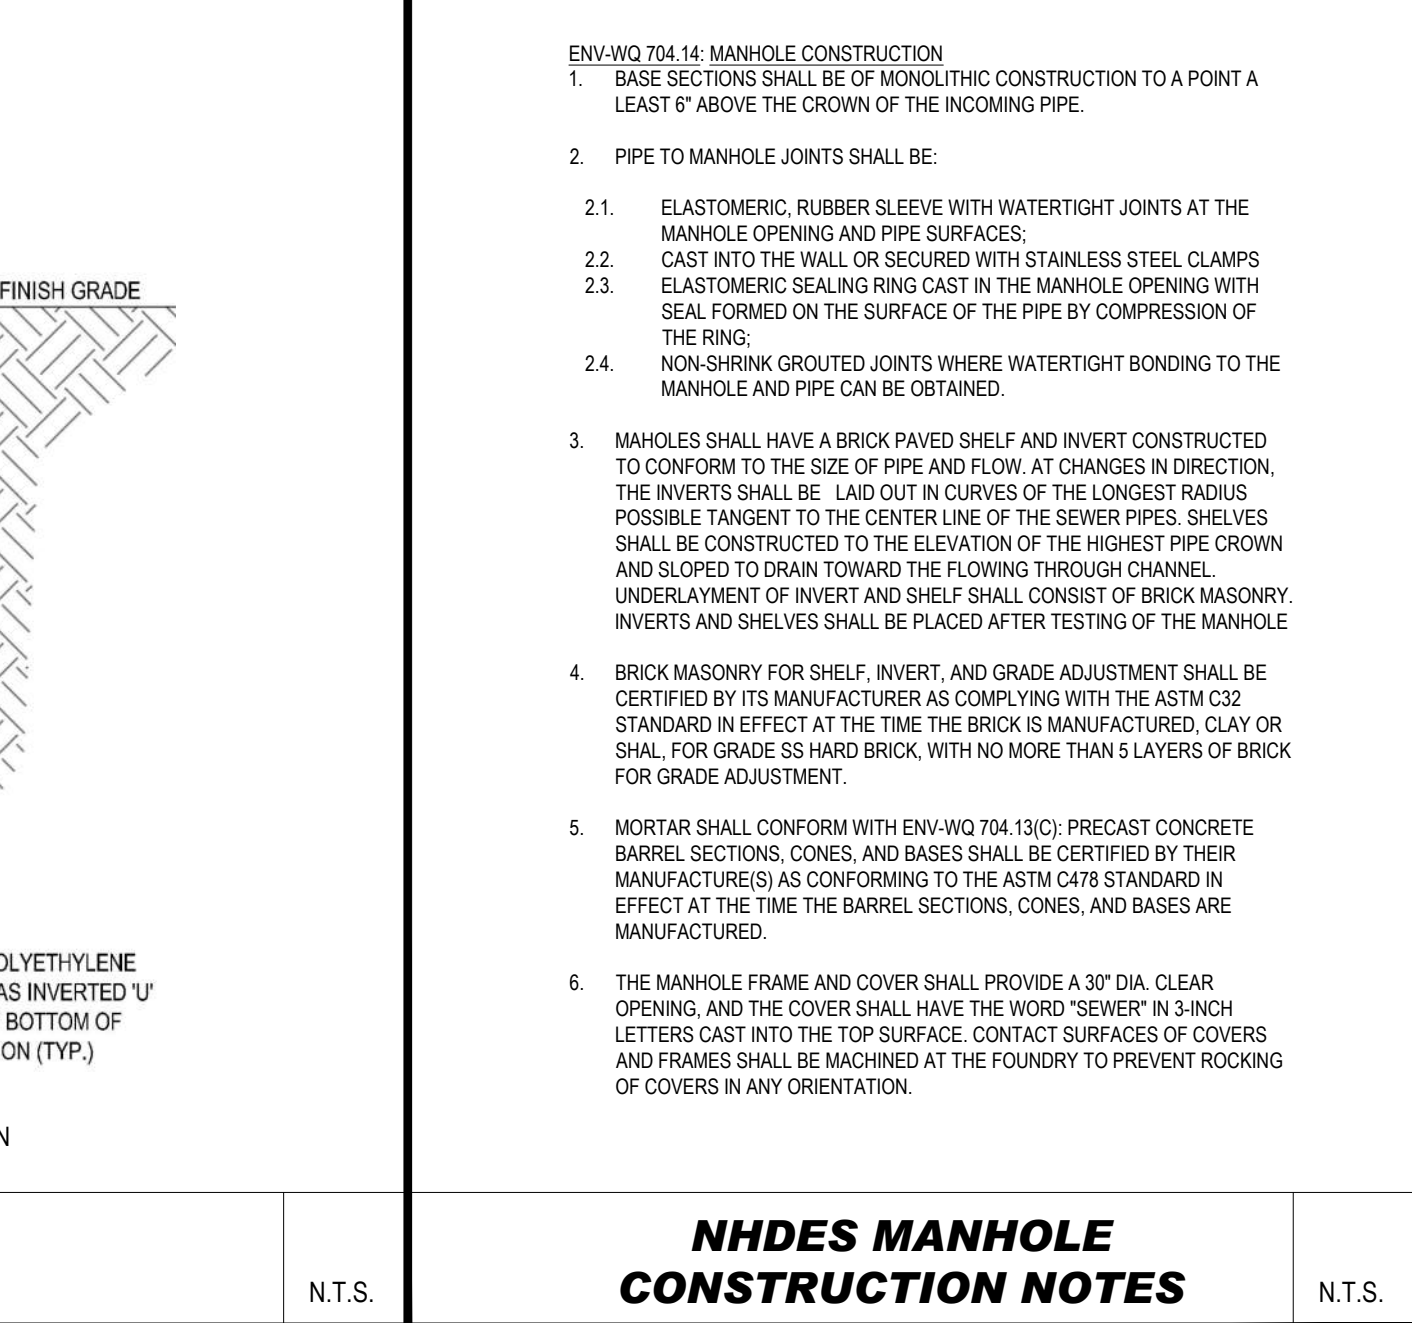 FINISH GRADE
OLYETHYLENE
AS INVERTED 'U'
BOTTOM OF
ON (TYP.)
N
N.T.S.
ENV-WQ 704.14: MANHOLE CONSTRUCTION
1. BASE SECTIONS SHALL BE OF MONOLITHIC CONSTRUCTION TO A POINT A
LEAST 6" ABOVE THE CROWN OF THE INCOMING PIPE.
2. PIPE TO MANHOLE JOINTS SHALL BE:
2.1. ELASTOMERIC, RUBBER SLEEVE WITH WATERTIGHT JOINTS AT THE
MANHOLE OPENING AND PIPE SURFACES;
2.2. CAST INTO THE WALL OR SECURED WITH STAINLESS STEEL CLAMPS
2.3. ELASTOMERIC SEALING RING CAST IN THE MANHOLE OPENING WITH
SEAL FORMED ON THE SURFACE OF THE PIPE BY COMPRESSION OF
THE RING;
2.4. NON-SHRINK GROUTED JOINTS WHERE WATERTIGHT BONDING TO THE
MANHOLE AND PIPE CAN BE OBTAINED.
3. MAHOLES SHALL HAVE A BRICK PAVED SHELF AND INVERT CONSTRUCTED
TO CONFORM TO THE SIZE OF PIPE AND FLOW. AT CHANGES IN DIRECTION,
THE INVERTS SHALL BE LAID OUT IN CURVES OF THE LONGEST RADIUS
POSSIBLE TANGENT TO THE CENTER LINE OF THE SEWER PIPES. SHELVES
SHALL BE CONSTRUCTED TO THE ELEVATION OF THE HIGHEST PIPE CROWN
AND SLOPED TO DRAIN TOWARD THE FLOWING THROUGH CHANNEL.
UNDERLAYMENT OF INVERT AND SHELF SHALL CONSIST OF BRICK MASONRY.
INVERTS AND SHELVES SHALL BE PLACED AFTER TESTING OF THE MANHOLE
4. BRICK MASONRY FOR SHELF, INVERT, AND GRADE ADJUSTMENT SHALL BE
CERTIFIED BY ITS MANUFACTURER AS COMPLYING WITH THE ASTM C32
STANDARD IN EFFECT AT THE TIME THE BRICK IS MANUFACTURED, CLAY OR
SHAL, FOR GRADE SS HARD BRICK, WITH NO MORE THAN 5 LAYERS OF BRICK
FOR GRADE ADJUSTMENT.
5. MORTAR SHALL CONFORM WITH ENV-WQ 704.13(C): PRECAST CONCRETE
BARREL SECTIONS, CONES, AND BASES SHALL BE CERTIFIED BY THEIR
MANUFACTURE(S) AS CONFORMING TO THE ASTM C478 STANDARD IN
EFFECT AT THE TIME THE BARREL SECTIONS, CONES, AND BASES ARE
MANUFACTURED.
6. THE MANHOLE FRAME AND COVER SHALL PROVIDE A 30" DIA. CLEAR
OPENING, AND THE COVER SHALL HAVE THE WORD "SEWER" IN 3-INCH
LETTERS CAST INTO THE TOP SURFACE. CONTACT SURFACES OF COVERS
AND FRAMES SHALL BE MACHINED AT THE FOUNDRY TO PREVENT ROCKING
OF COVERS IN ANY ORIENTATION.
NHDES MANHOLE
CONSTRUCTION NOTES
N.T.S.